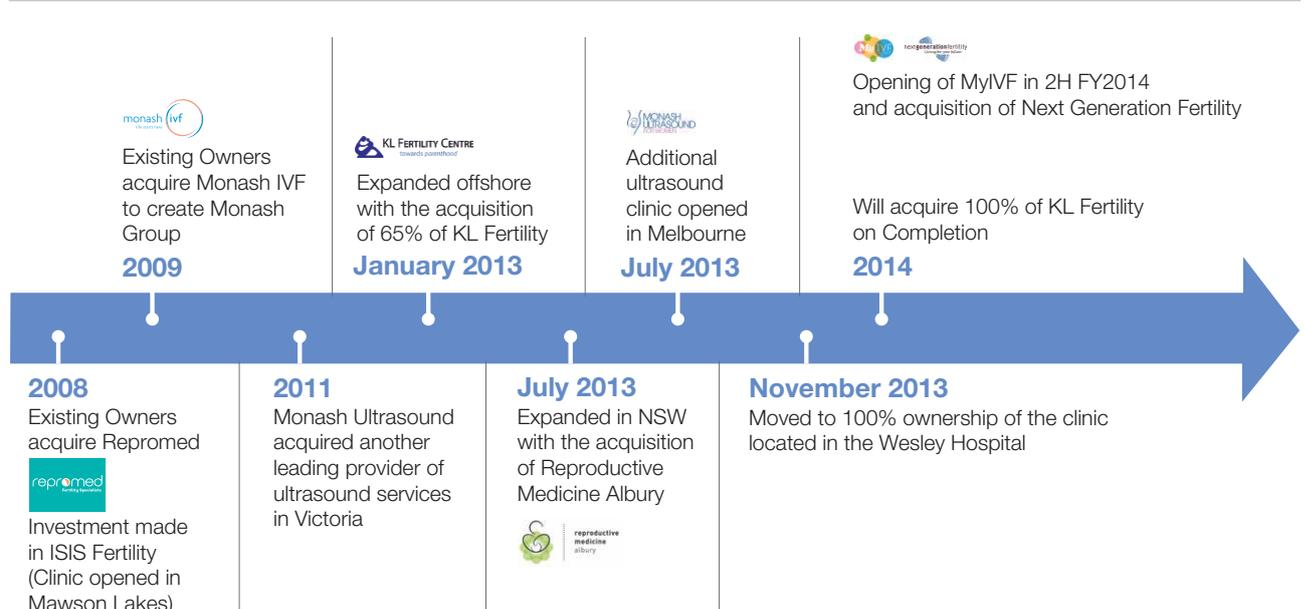 monash ivf
Existing Owners
acquire Monash IVF
to create Monash
Group
2009
KL FERTILITY CENTRE
towards parenthood
Expanded offshore
with the acquisition
of 65% of KL Fertility
January 2013
MONASH
ULTRASOUND
FOR WOMEN
Additional
ultrasound
clinic opened
in Melbourne
July 2013
MyIVF nextgenerationfertility
Opening of MyIVF in 2H FY2014
and acquisition of Next Generation Fertility
Will acquire 100% of KL Fertility
on Completion
2014
2008
Existing Owners
acquire Repromed
repromed
Fertility Specialists
Investment made
in ISIS Fertility
(Clinic opened in
Mawson Lakes)
2011
Monash Ultrasound
acquired another
leading provider of
ultrasound services
in Victoria
July 2013
Expanded in NSW
with the acquisition
of Reproductive
Medicine Albury
reproductive
medicine
albury
November 2013
Moved to 100% ownership of the clinic
located in the Wesley Hospital